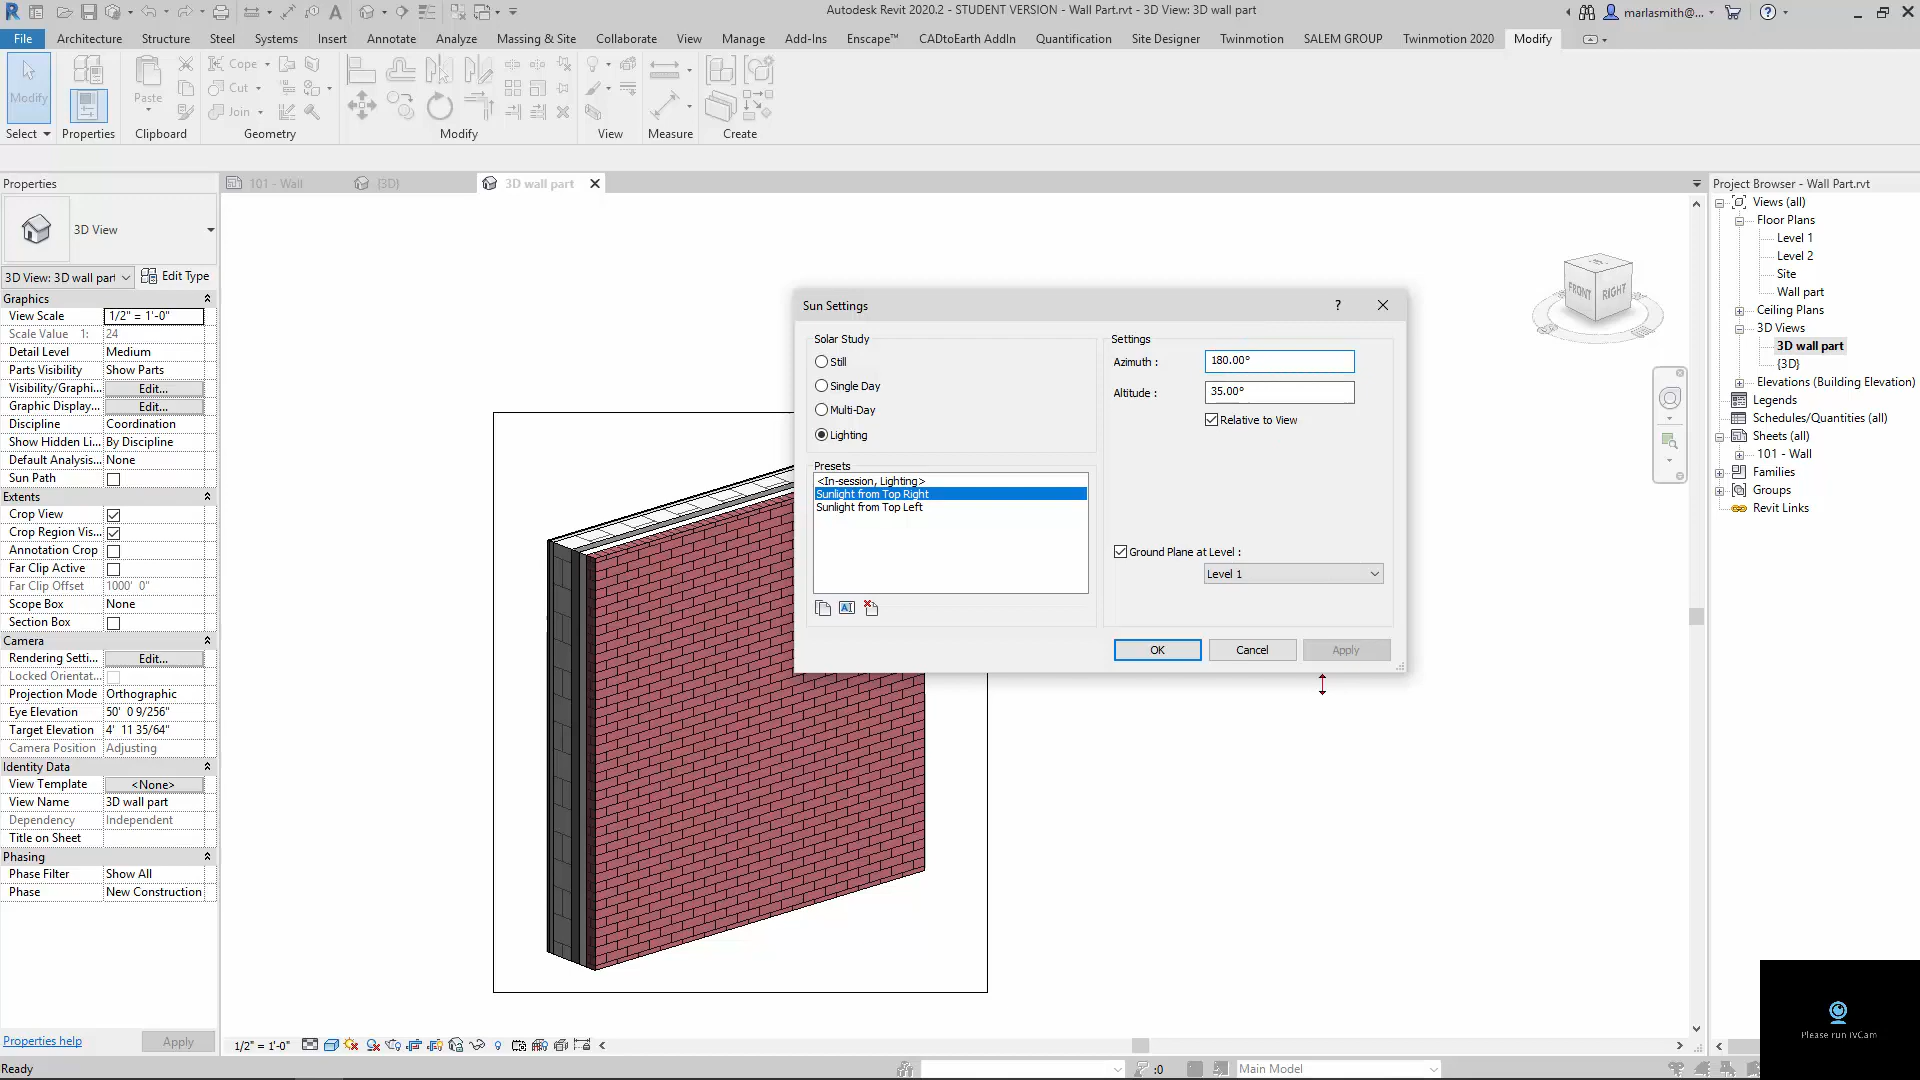 Autodesk Revit 2020.2 - STUDENT VERSION - Wall Part.rvt - 3D View: 3D wall part
marlasmith@...
File Architecture Structure Steel Systems Insert Annotate Analyze Massing & Site Collaborate View Manage Add-Ins Enscape™ CADtoEarth AddIn Quantification Site Designer Twinmotion SALEM GROUP Twinmotion 2020 Modify
Modify
Paste
Cope
Cut
Join
Select Properties Clipboard Geometry Modify View Measure Create
Properties
101 - Wall {3D} 3D wall part
Project Browser - Wall Part.rvt
3D View
3D View: 3D wall part Edit Type
Graphics
View Scale 1/2" = 1'-0"
Scale Value 1: 24
Detail Level Medium
Parts Visibility Show Parts
Visibility/Graphi... Edit...
Graphic Display... Edit...
Discipline Coordination
Show Hidden Li... By Discipline
Default Analysis... None
Sun Path
Extents
Crop View
Crop Region Vis...
Annotation Crop
Far Clip Active
Far Clip Offset 1000' 0"
Scope Box None
Section Box
Camera
Rendering Setti... Edit...
Locked Orientat...
Projection Mode Orthographic
Eye Elevation 50' 0 9/256"
Target Elevation 4' 11 35/64"
Camera Position Adjusting
Identity Data
View Template <None>
View Name 3D wall part
Dependency Independent
Title on Sheet
Phasing
Phase Filter Show All
Phase New Construction
Properties help Apply
Sun Settings
Solar Study
Still
Single Day
Multi-Day
Lighting
Presets
<In-session, Lighting>
Sunlight from Top Right
Sunlight from Top Left
Settings
Azimuth : 180.00°
Altitude : 35.00°
Relative to View
Ground Plane at Level :
Level 1
OK Cancel Apply
FRONT RIGHT
Views (all)
Floor Plans
Level 1
Level 2
Site
Wall part
Ceiling Plans
3D Views
3D wall part
{3D}
Elevations (Building Elevation)
Legends
Schedules/Quantities (all)
Sheets (all)
101 - Wall
Families
Groups
Revit Links
Please run iVCam
1/2" = 1'-0"
Ready
:0
Main Model